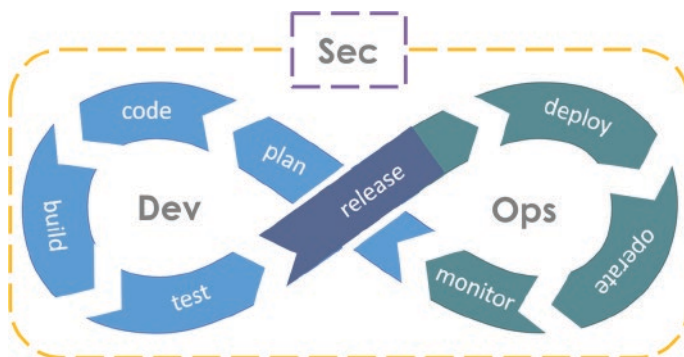 Sec
code
plan
build
Dev
test
release
deploy
Ops
operate
monitor